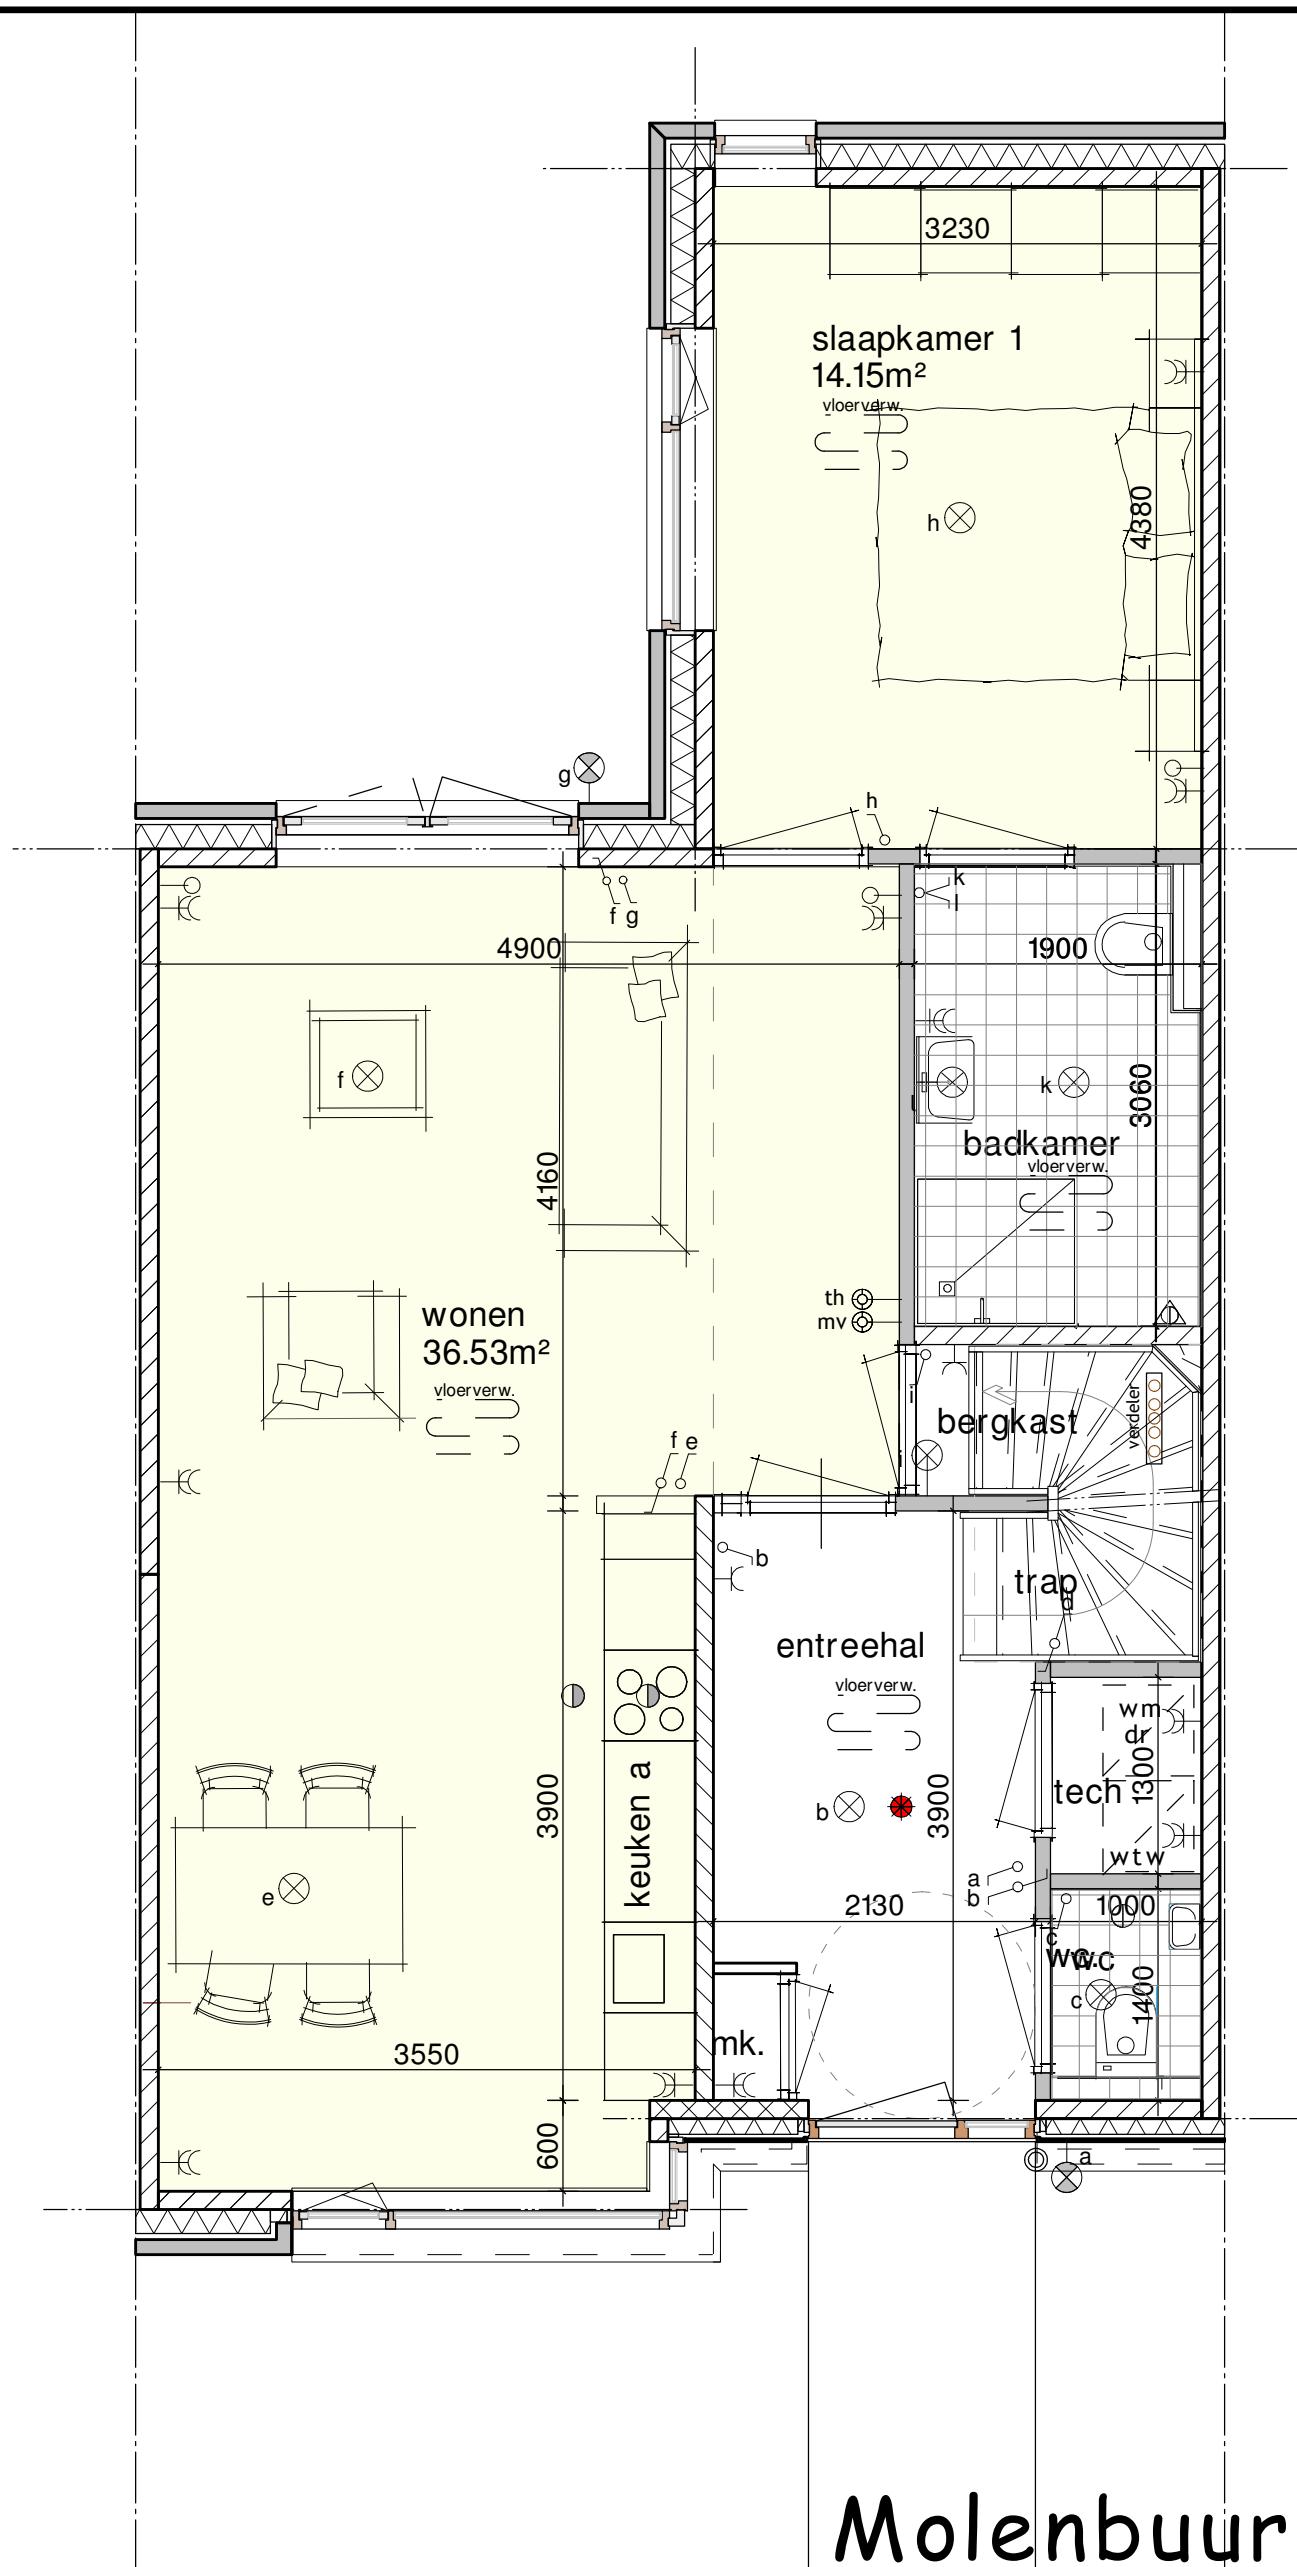 3230
slaapkamer 1
14.15m²
vloerverw.
h
4380
g
h
f g
k
l
4900
1900
f
k
3060
badkamer
vloerverw.
4160
th
mv
wonen
36.53m²
vloerverw.
i
bergkast
verdeler
i
f e
b
trap
d
entreehal
vloerverw.
wm
dr
1300
tech
wtw
keuken a
3900
b
3900
e
a
b
2130
1000
c
wc.
wc
c
1400
mk.
3550
600
a
Molenbuur